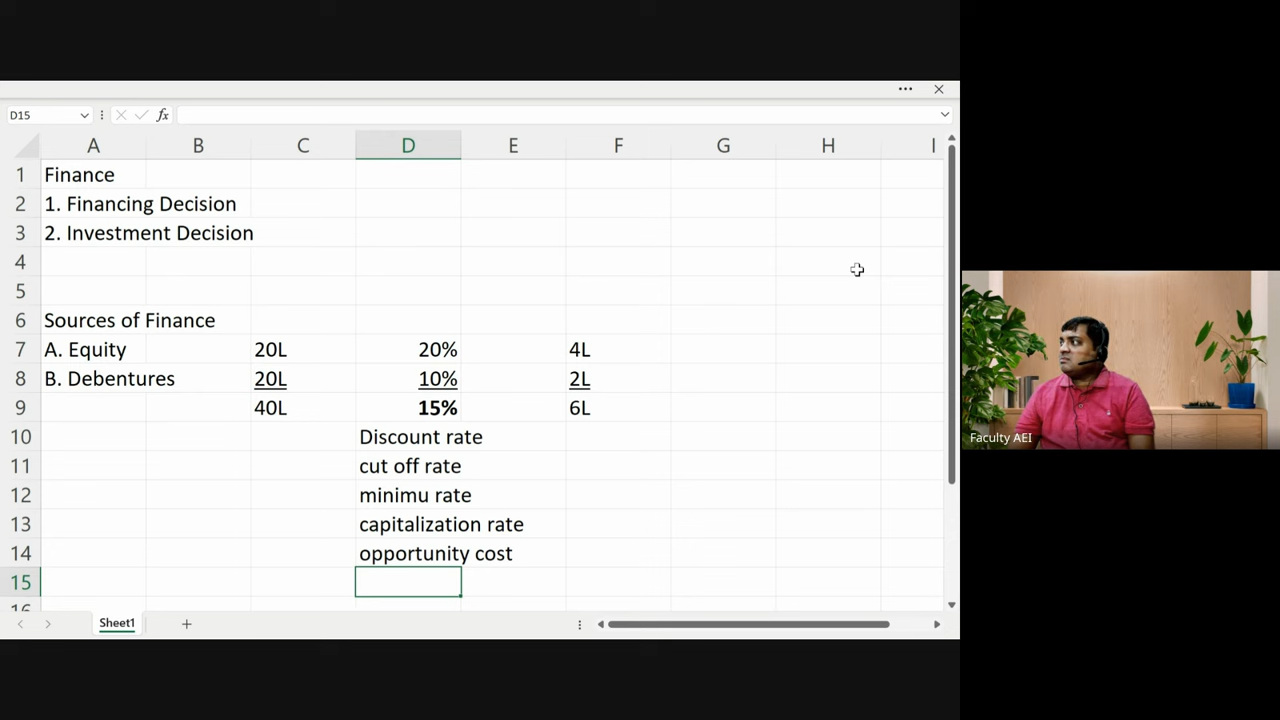 D15
fx
A B C D E F G H I
1 Finance
2 1. Financing Decision
3 2. Investment Decision
4
5
6 Sources of Finance
7 A. Equity 20L 20% 4L
8 B. Debentures 20L 10% 2L
9 40L 15% 6L
10 Discount rate
11 cut off rate
12 minimu rate
13 capitalization rate
14 opportunity cost
15
16
Sheet1
Faculty AEI